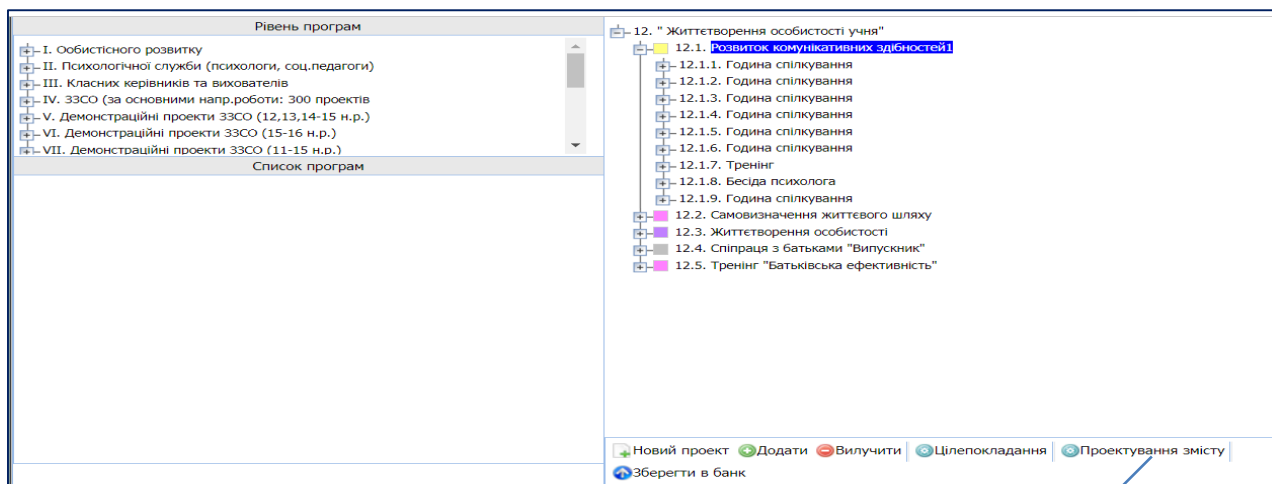 Рівень програм
І. Ообистісного розвитку
ІІ. Психологічної служби (психологи, соц.педагоги)
ІІІ. Класних керівників та вихователів
IV. ЗЗСО (за основними напр.роботи: 300 проектів
V. Демонстраційні проекти ЗЗСО (12,13,14-15 н.р.)
VI. Демонстраційні проекти ЗЗСО (15-16 н.р.)
VII. Демонстраційні проекти ЗЗСО (11-15 н.р.)
Список програм
12. " Життєтворення особистості учня"
12.1. Розвиток комунікативних здібностей1
12.1.1. Година спілкування
12.1.2. Година спілкування
12.1.3. Година спілкування
12.1.4. Година спілкування
12.1.5. Година спілкування
12.1.6. Година спілкування
12.1.7. Тренінг
12.1.8. Бесіда психолога
12.1.9. Година спілкування
12.2. Самовизначення життєвого шляху
12.3. Життєтворення особистості
12.4. Спіпраця з батьками "Випускник"
12.5. Тренінг "Батьківська ефективність"
Новий проект Додати Вилучити Цілепокладання Проектування змісту
Зберегти в банк